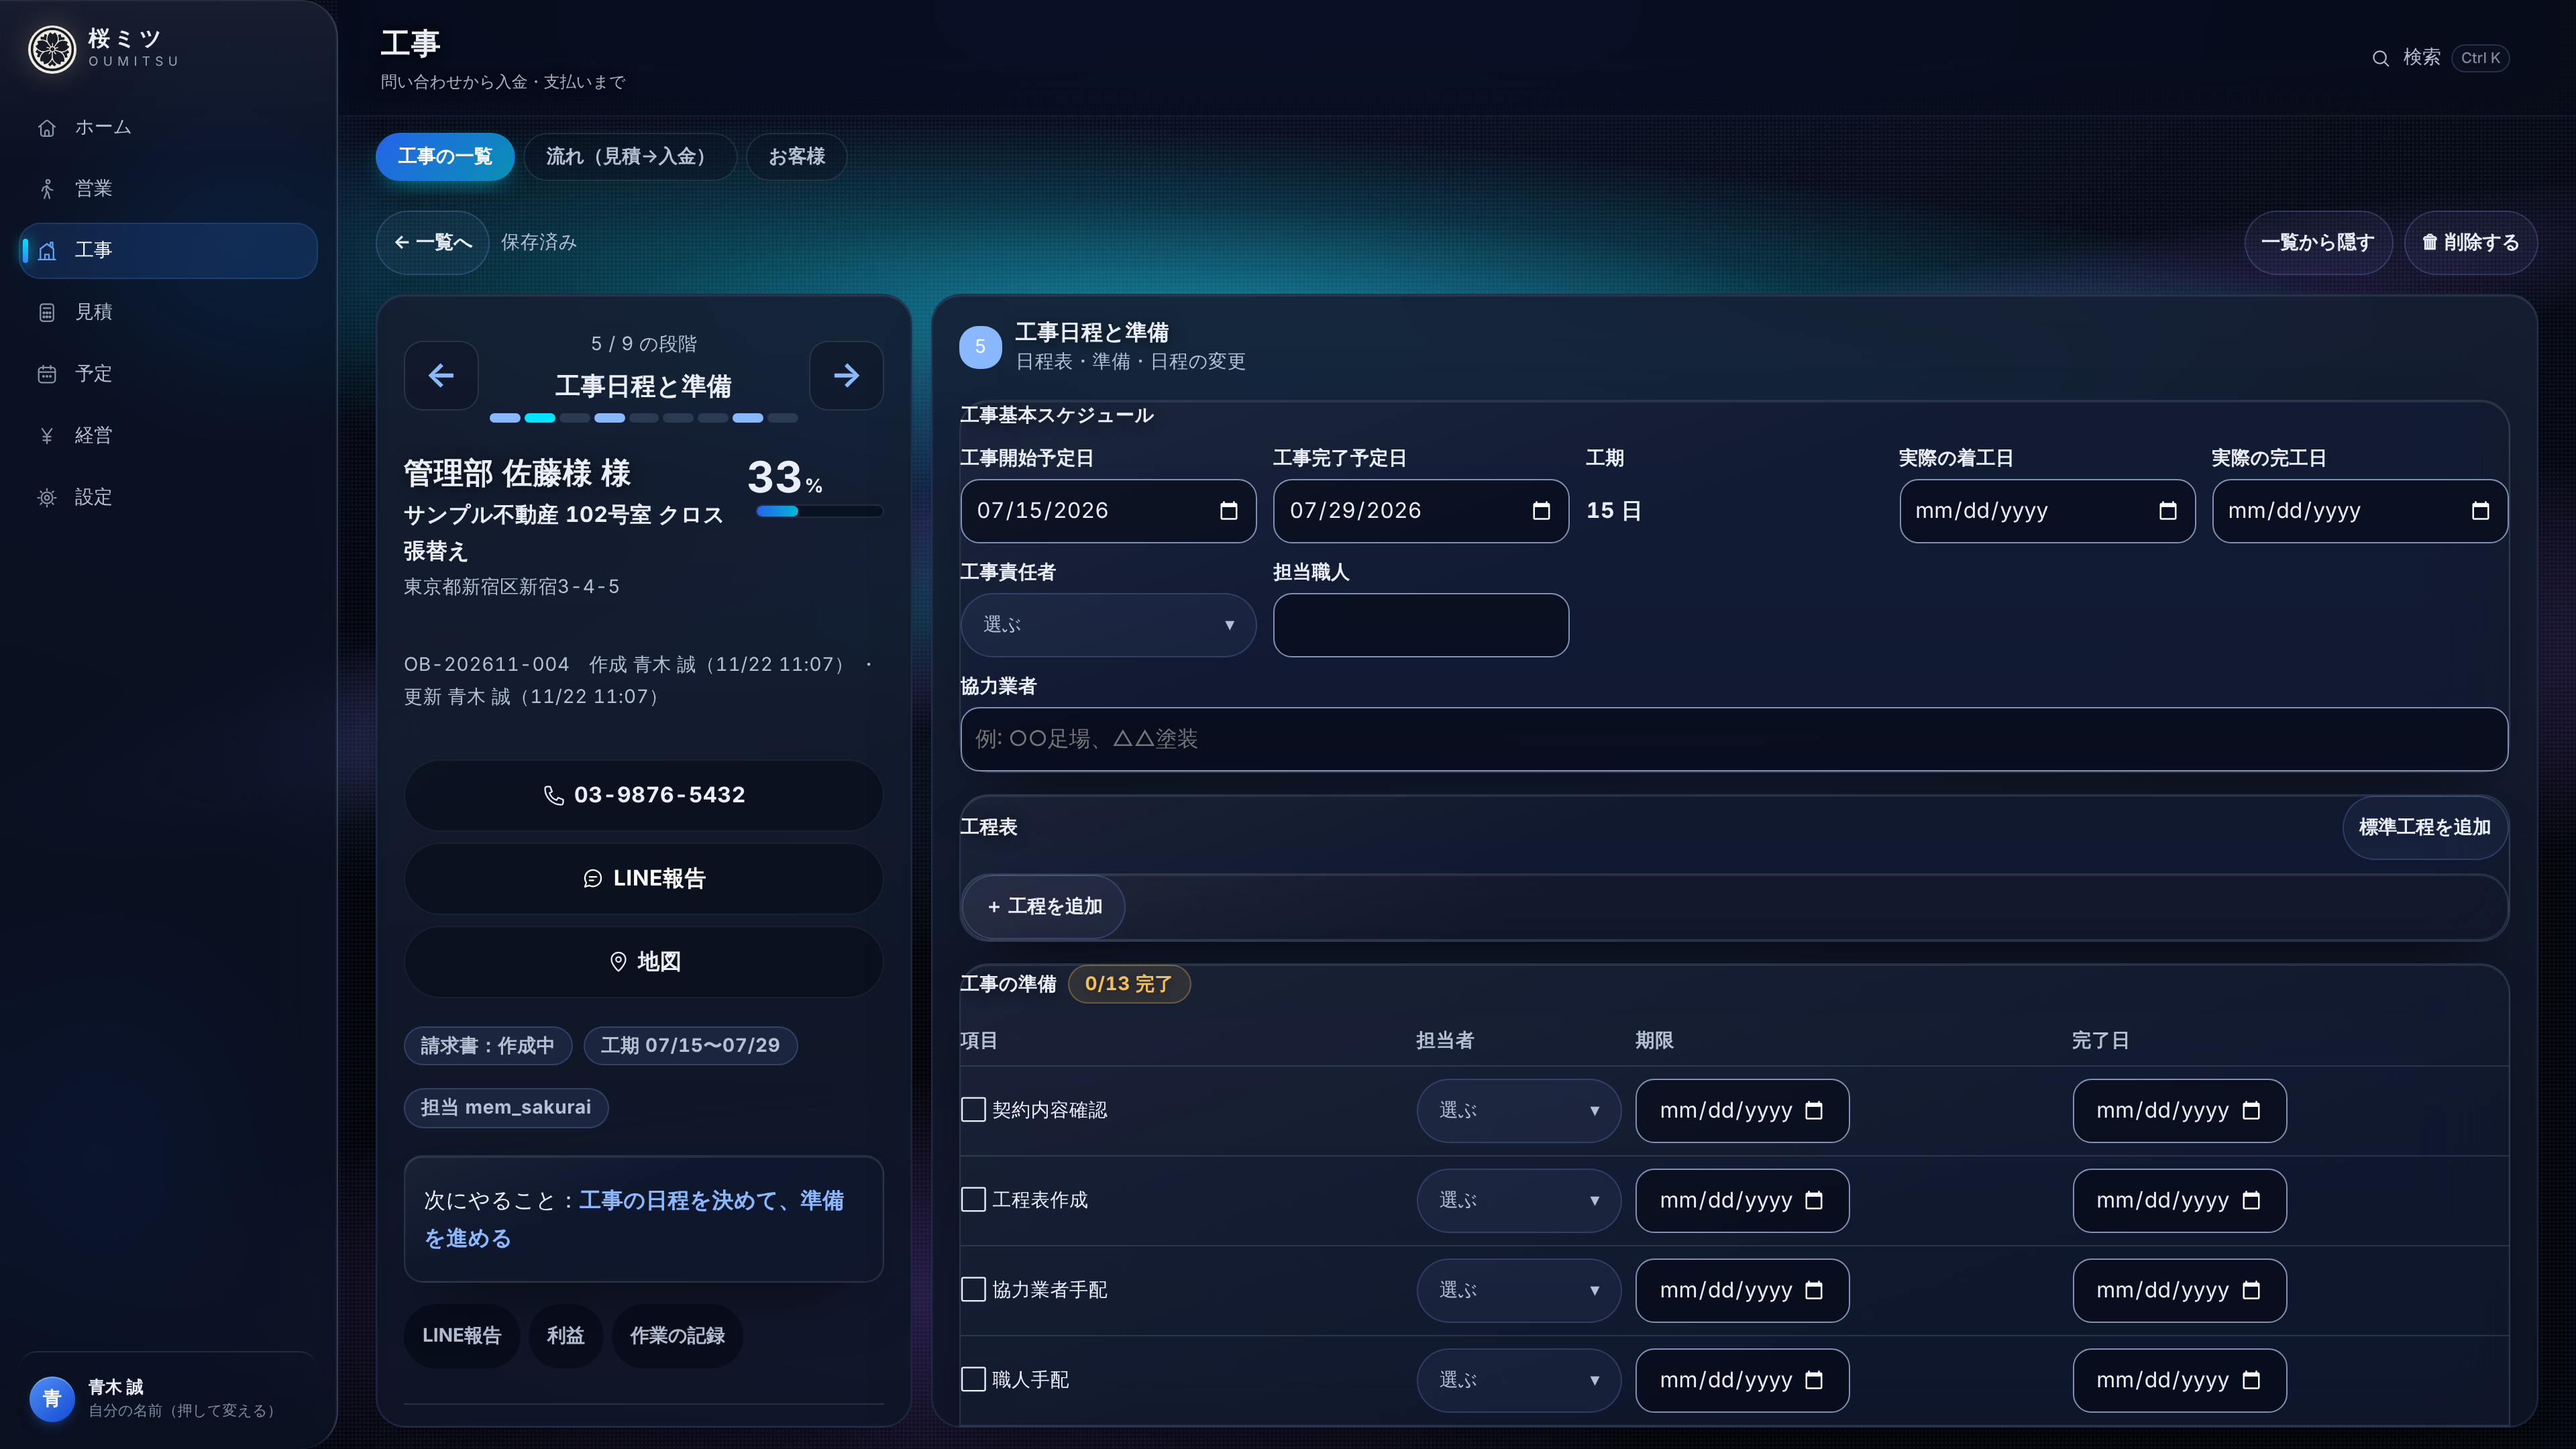 桜ミツ
OUMITSU
ホーム
営業
工事
見積
予定
経営
設定
青
青木 誠
自分の名前（押して変える）
工事
問い合わせから入金・支払いまで
検索 Ctrl K
工事の一覧
流れ（見積→入金）
お客様
← 一覧へ
保存済み
一覧から隠す
削除する
5 / 9 の段階
工事日程と準備
管理部 佐藤様 様
33%
サンプル不動産 102号室 クロス
張替え
東京都新宿区新宿3-4-5
OB-202611-004 作成 青木 誠（11/22 11:07）・
更新 青木 誠（11/22 11:07）
03-9876-5432
LINE報告
地図
請求書：作成中
工期 07/15〜07/29
担当 mem_sakurai
次にやること：工事の日程を決めて、準備
を進める
LINE報告
利益
作業の記録
5
工事日程と準備
日程表・準備・日程の変更
工事基本スケジュール
工事開始予定日
工事完了予定日
工期
実際の着工日
実際の完工日
07/15/2026
07/29/2026
15 日
mm/dd/yyyy
mm/dd/yyyy
工事責任者
担当職人
選ぶ
協力業者
例: 〇〇足場、△△塗装
工程表
標準工程を追加
+ 工程を追加
工事の準備
0/13 完了
項目 担当者 期限 完了日
契約内容確認 選ぶ mm/dd/yyyy mm/dd/yyyy
工程表作成 選ぶ mm/dd/yyyy mm/dd/yyyy
協力業者手配 選ぶ mm/dd/yyyy mm/dd/yyyy
職人手配 選ぶ mm/dd/yyyy mm/dd/yyyy